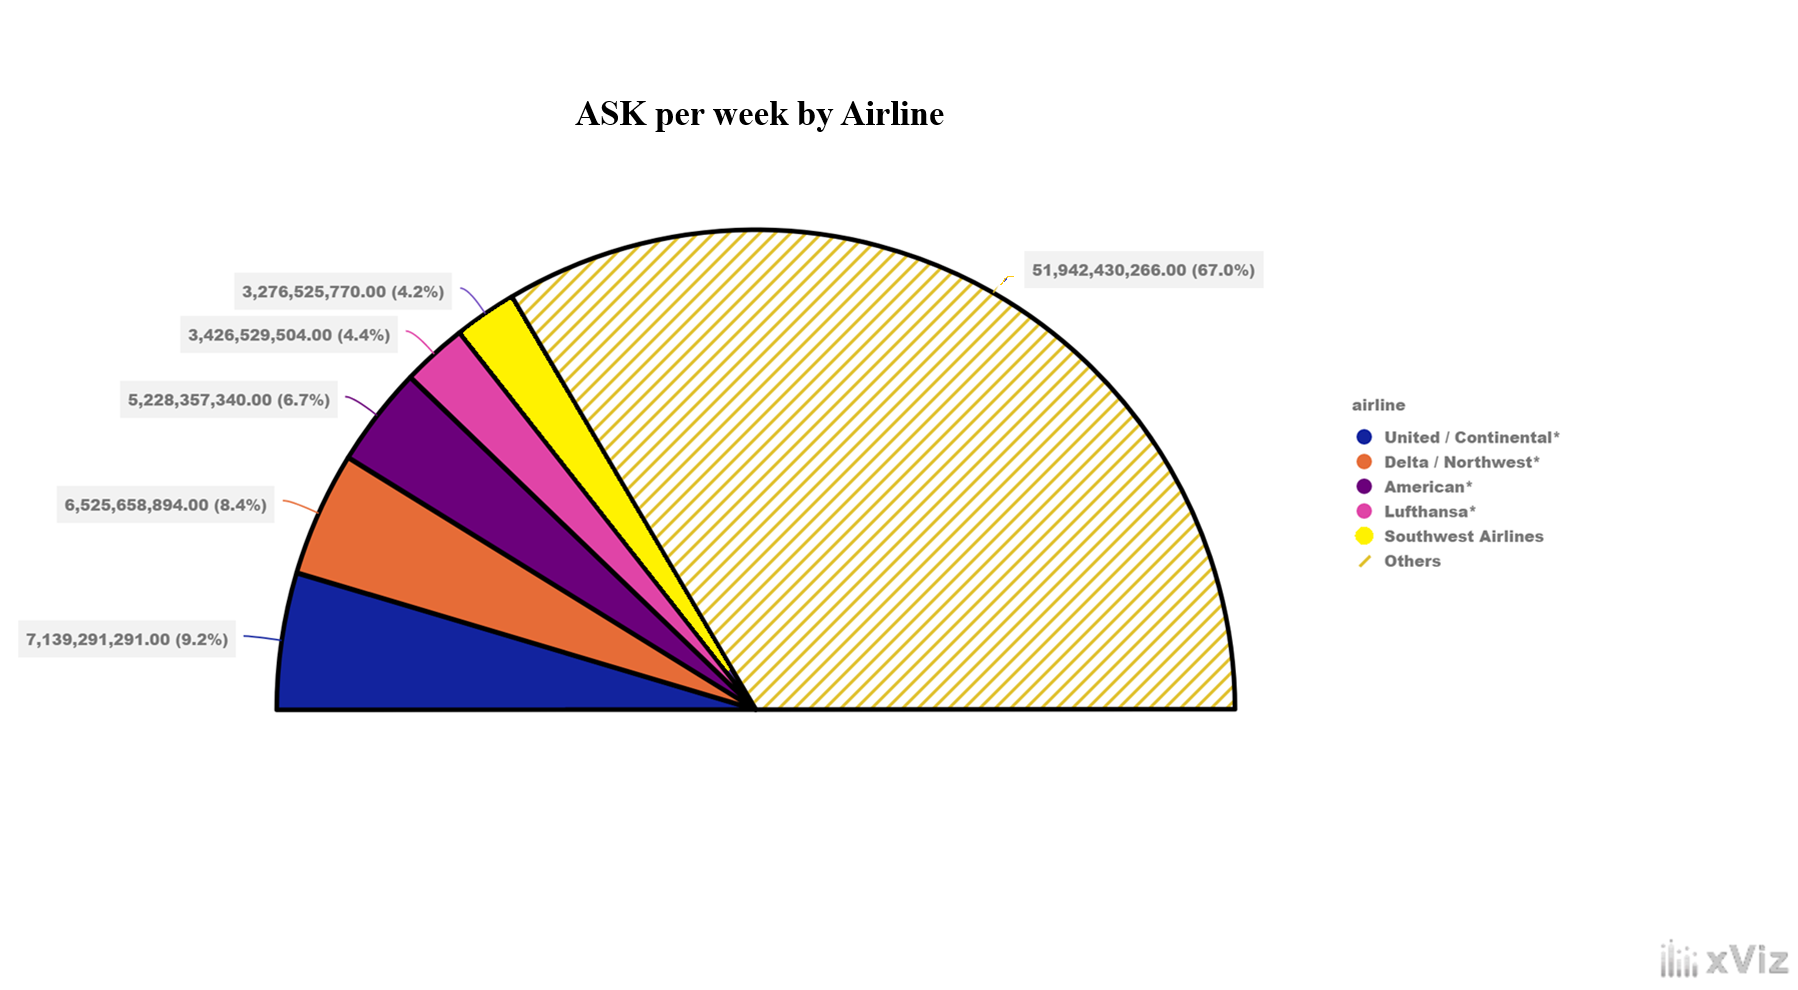 ASK per week by Airline
51,942,430,266.00 (67.0%)
3,276,525,770.00 (4.2%)
3,426,529,504.00 (4.4%)
5,228,357,340.00 (6.7%)
6,525,658,894.00 (8.4%)
7,139,291,291.00 (9.2%)
airline
United / Continental*
Delta / Northwest*
American*
Lufthansa*
Southwest Airlines
Others
xViz